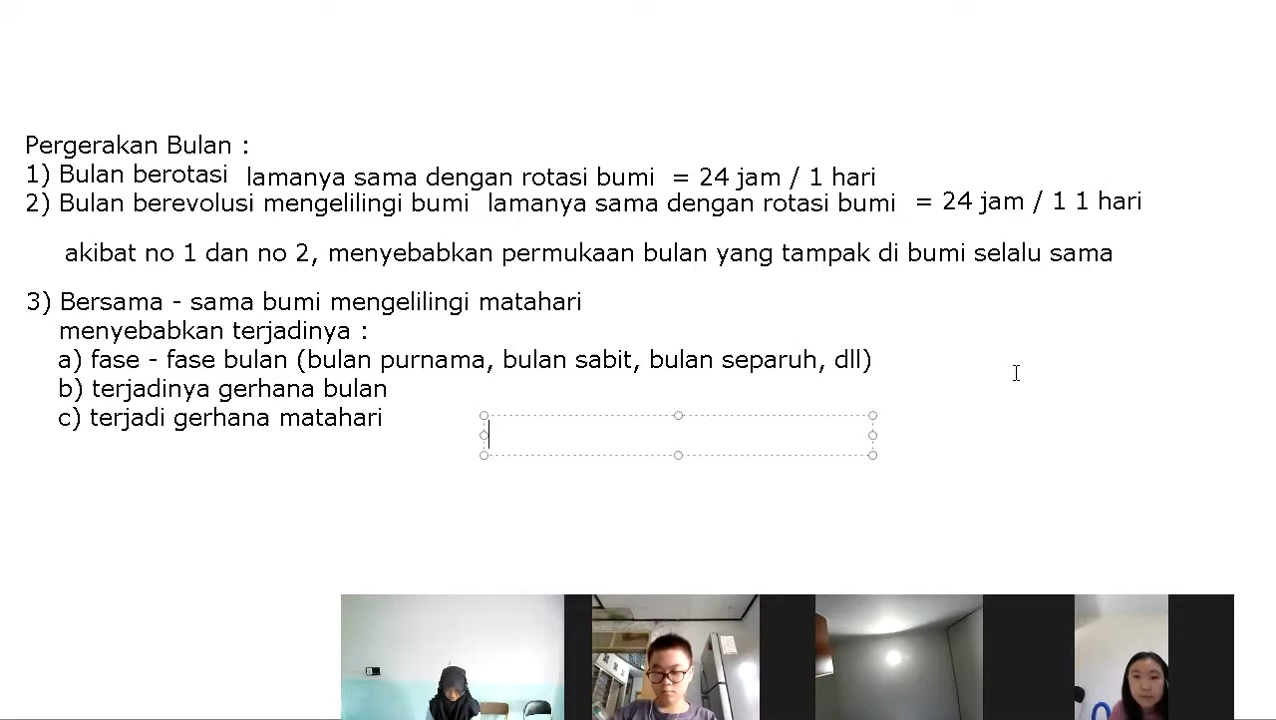 Pergerakan Bulan :
1) Bulan berotasi lamanya sama dengan rotasi bumi = 24 jam / 1 hari
2) Bulan berevolusi mengelilingi bumi lamanya sama dengan rotasi bumi = 24 jam / 1 1 hari
akibat no 1 dan no 2, menyebabkan permukaan bulan yang tampak di bumi selalu sama
3) Bersama - sama bumi mengelilingi matahari
menyebabkan terjadinya :
a) fase - fase bulan (bulan purnama, bulan sabit, bulan separuh, dll)
b) terjadinya gerhana bulan
c) terjadi gerhana matahari